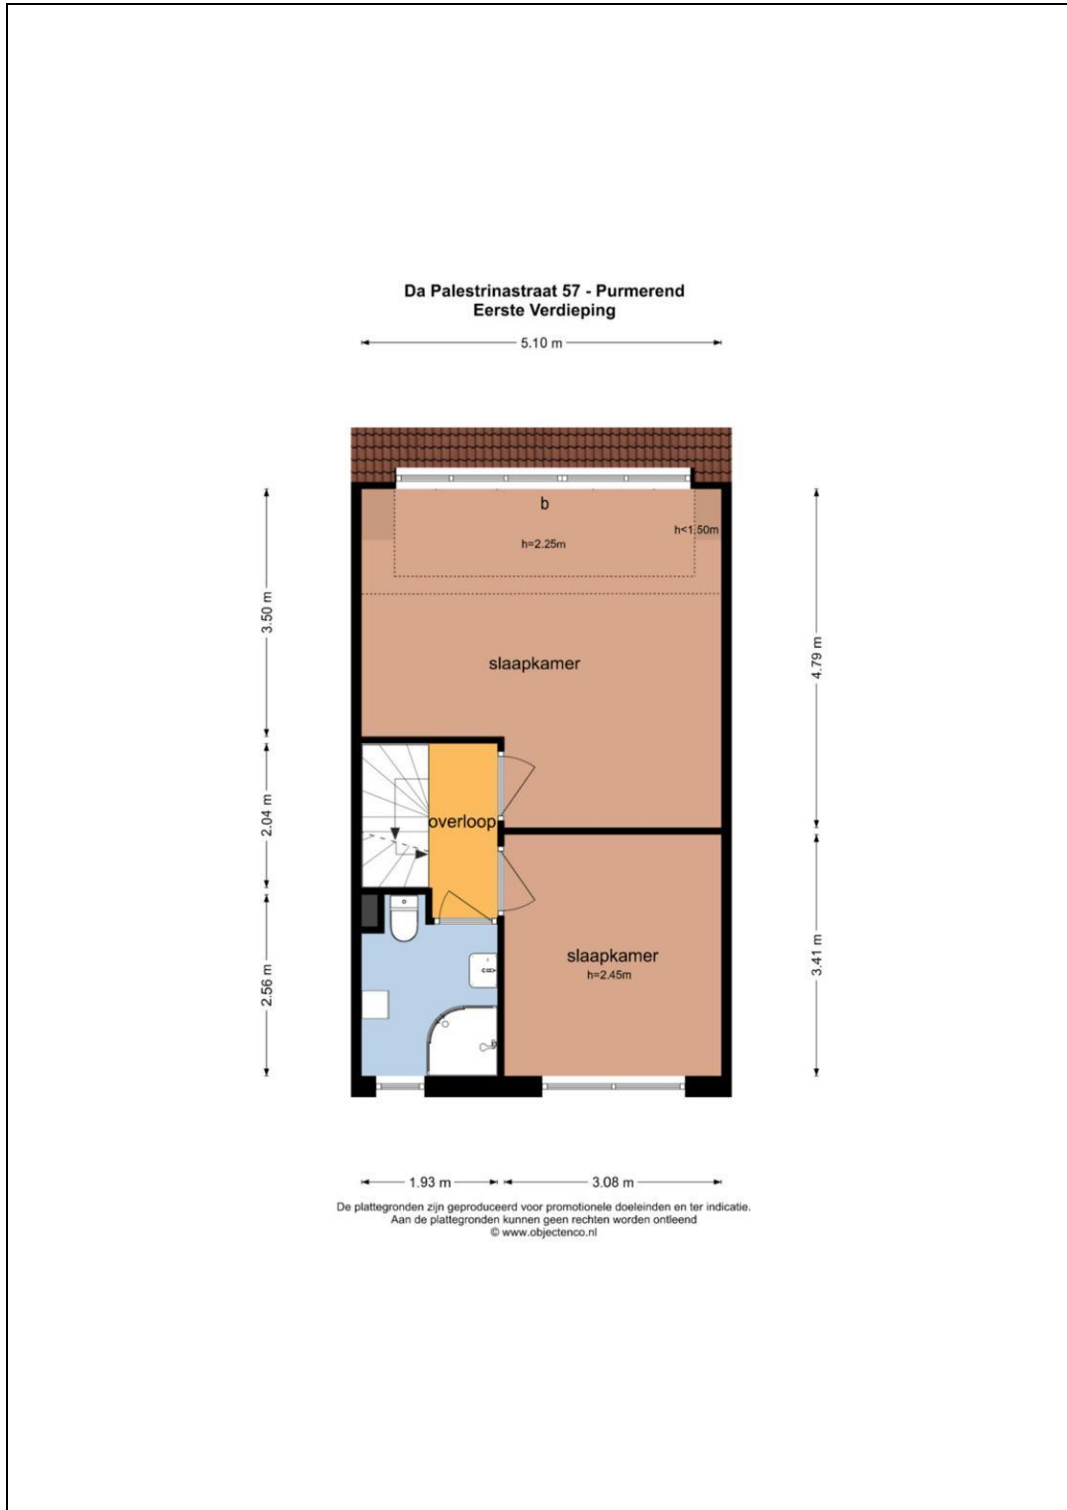 Da Palestrinastraat 57 - Purmerend
Eerste Verdieping
5.10 m
b
h<1.50m
h=2.25m
3.50 m
4.79 m
slaapkamer
2.04 m
overloop
3.41 m
slaapkamer
h=2.45m
2.56 m
1.93 m
3.08 m
De plattegronden zijn geproduceerd voor promotionele doeleinden en ter indicatie.
Aan de plattegronden kunnen geen rechten worden ontleend
© www.objectenco.nl